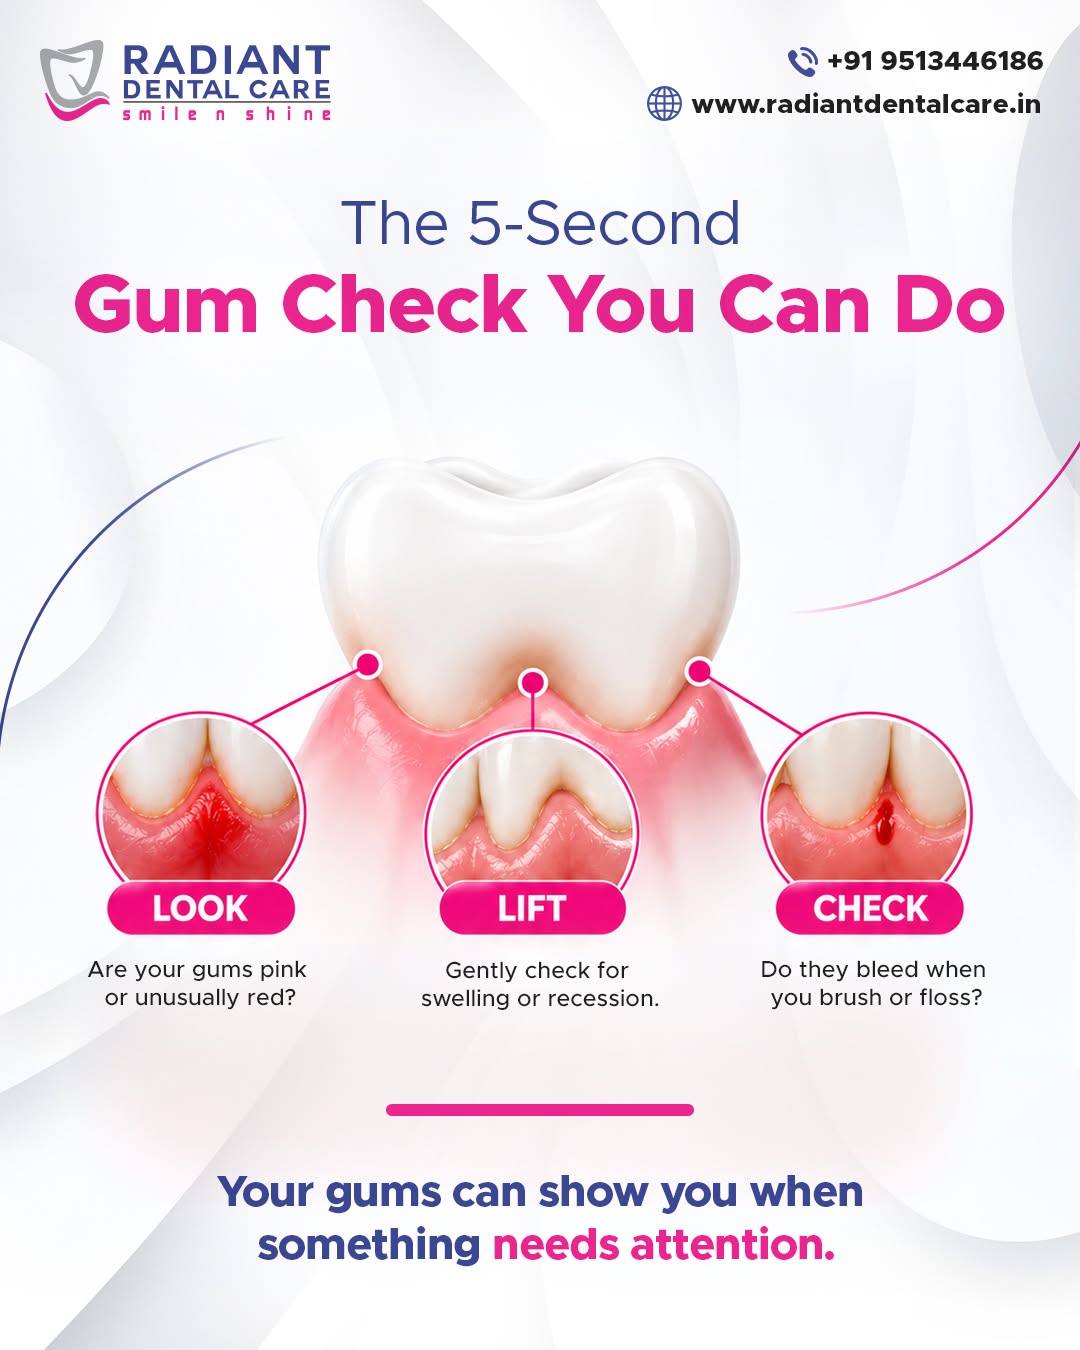 RADIANT
DENTAL CARE
smile n shine
+91 9513446186
www.radiantdentalcare.in
The 5-Second
Gum Check You Can Do
LOOK
Are your gums pink
or unusually red?
LIFT
Gently check for
swelling or recession.
CHECK
Do they bleed when
you brush or floss?
Your gums can show you when
something needs attention.